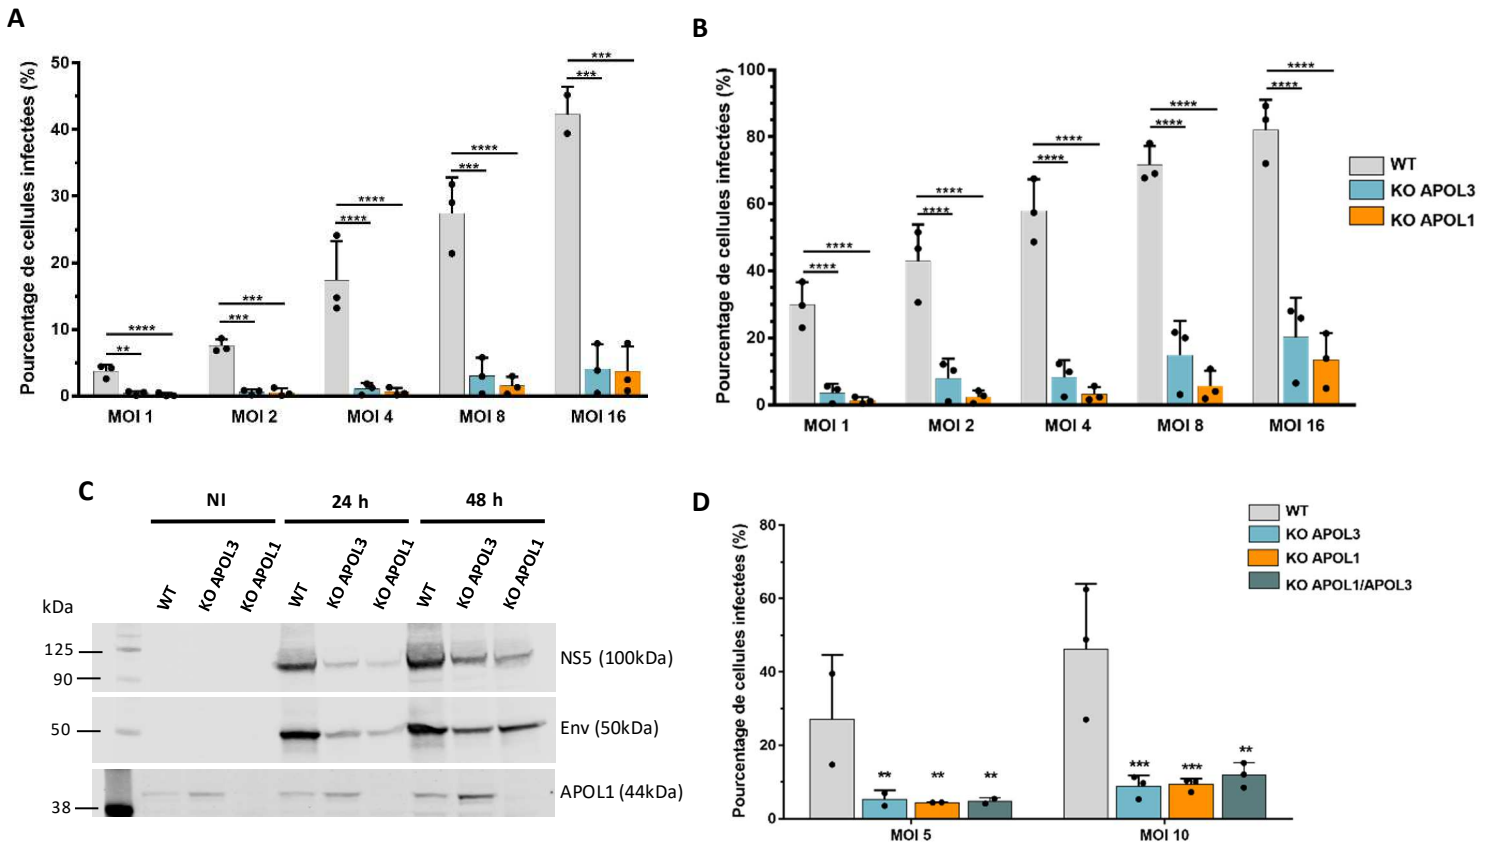 A
Pourcentage de cellules infectées (%)
50
40
30
20
10
0
** ****
*** ***
**** ****
*** ****
*** ***
MOI 1 MOI 2 MOI 4 MOI 8 MOI 16
B
Pourcentage de cellules infectées (%)
100
80
60
40
20
0
**** ****
**** ****
**** ****
**** ****
**** ****
MOI 1 MOI 2 MOI 4 MOI 8 MOI 16
WT
KO APOL3
KO APOL1
C
NI 24 h 48 h
WT KO APOL3 KO APOL1 WT KO APOL3 KO APOL1 WT KO APOL3 KO APOL1
kDa
125
90
NS5 (100kDa)
50
Env (50kDa)
38
APOL1 (44kDa)
D
Pourcentage de cellules infectées (%)
80
60
40
20
0
** ** **
*** *** **
MOI 5 MOI 10
WT
KO APOL3
KO APOL1
KO APOL1/APOL3